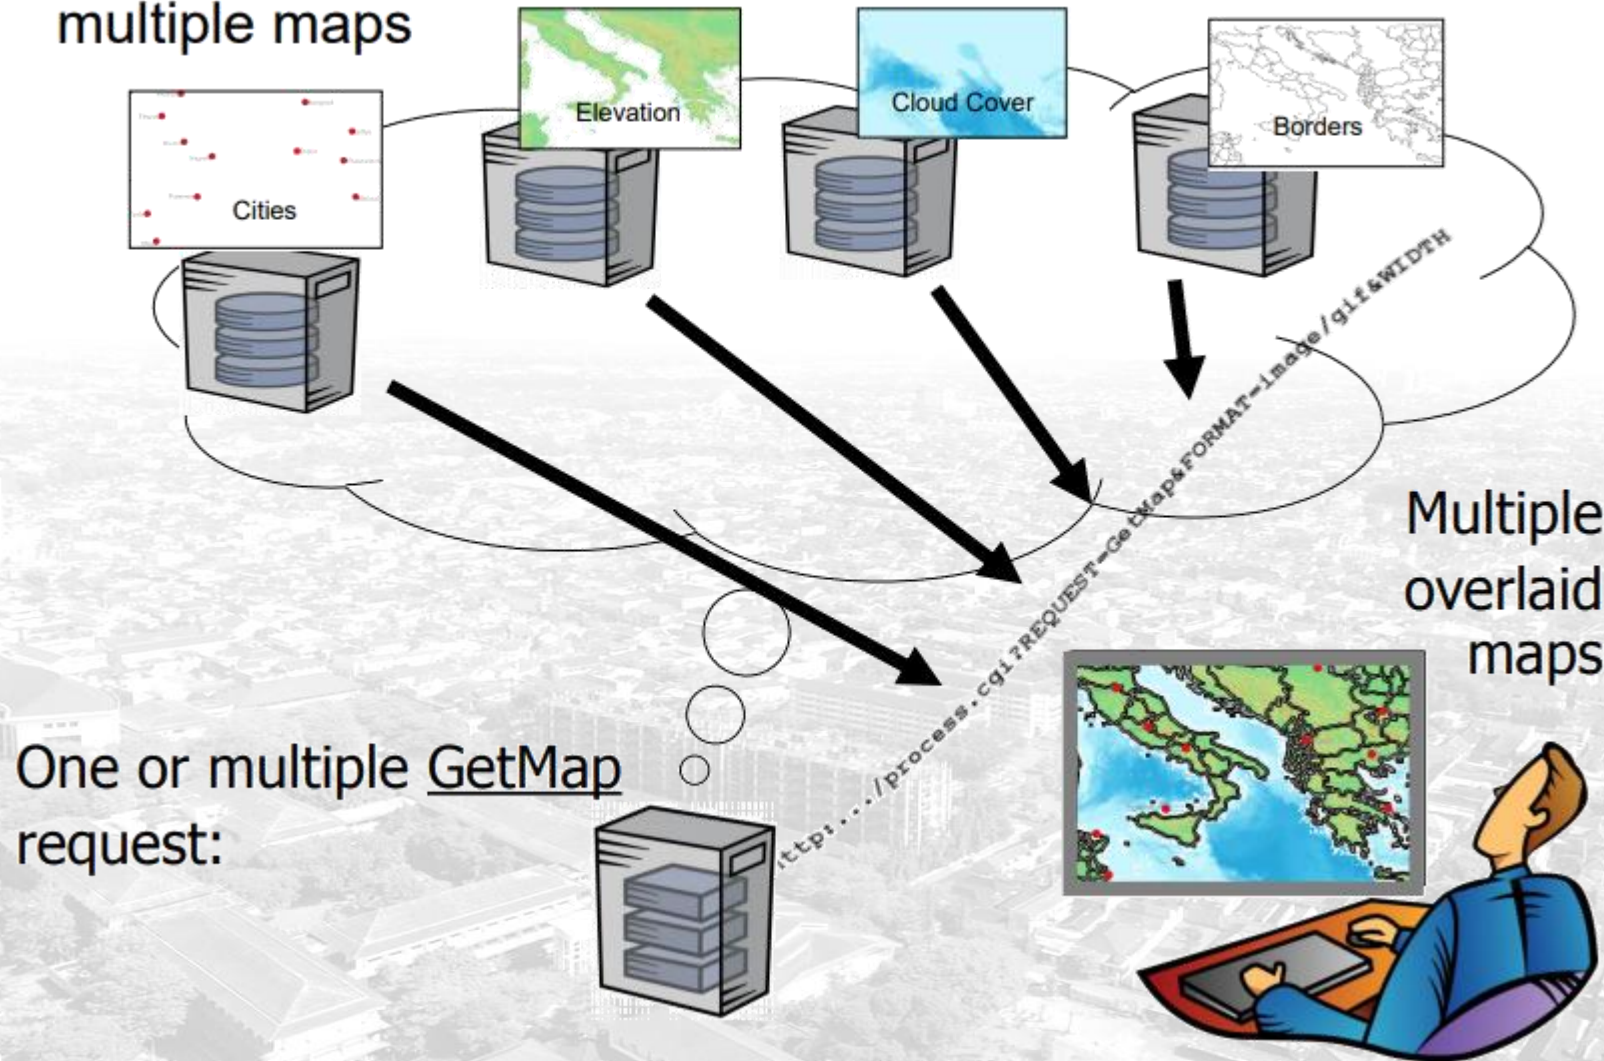 multiple maps
Cities
Elevation
Cloud Cover
Borders
http:.../process.cgi?REQUEST=GetMap&FORMAT=image/gif&WIDTH
Multiple
overlaid
maps
One or multiple GetMap
request: